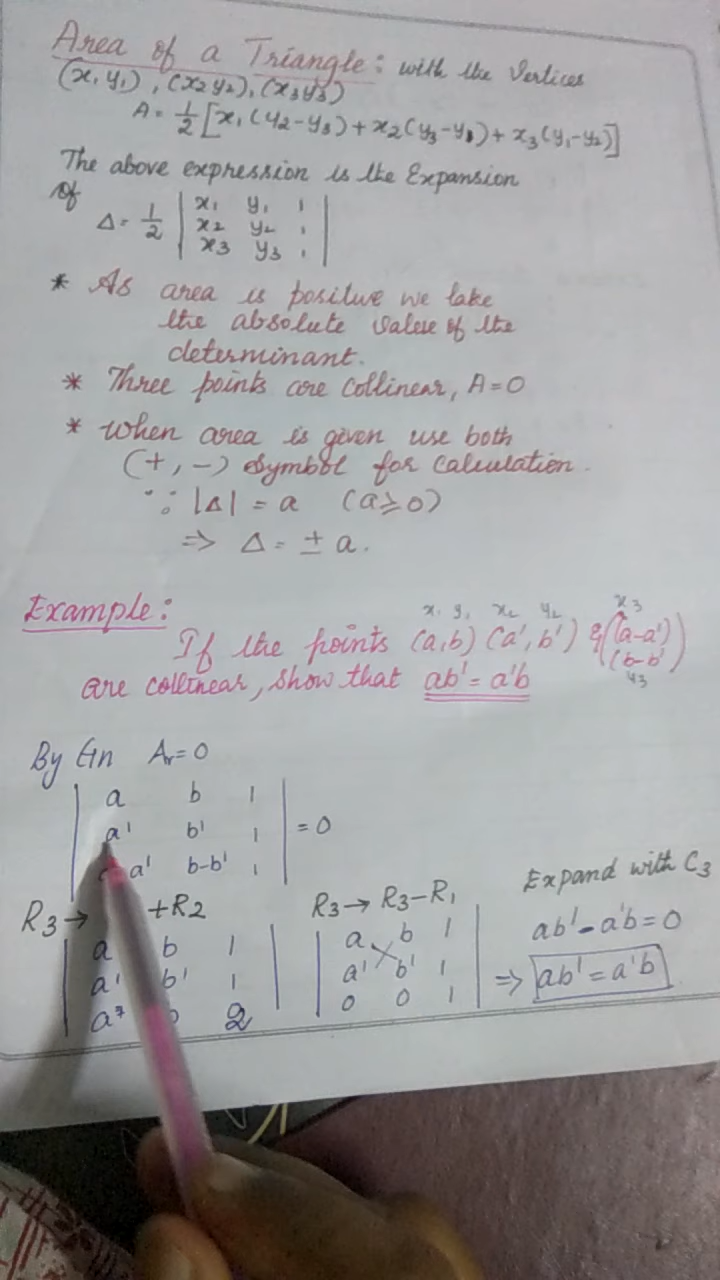 Area of a Triangle: with the Vertices
(x, y₁), (x₂ y₂), (x₃ y₃)
A = 1/2 [x₁ (y₂-y₃) + x₂(y₃-y₁) + x₃(y₁-y₂)]
The above expression is the Expansion
of
Δ = 1/2 | x₁ y₁ 1 |
| x₂ y₂ 1 |
| x₃ y₃ 1 |
* As area is positive we take
the absolute value of the
determinant.
* Three points are collinear, A=0
* when area is given use both
(+, -) symbol for calculation.
∵ |Δ| = a (a≥0)
⇒ Δ = ± a.
Example:
x₁ y₁ x₂ y₂ x₃
If the points (a,b) (a', b') & ((a-a')
(b-b'))
y₃
are collinear, show that ab' = a'b
By Gn Ar=0
| a b 1 |
| a' b' 1 | = 0
| a' b-b' 1 |
Expand with C₃
R₃→ +R2 R₃→ R₃-R₁
| a b 1 | | a b 1 | ab'-a'b=0
| a' b' 1 | | a' b' 1 | ⇒ ab'=a'b
| a 2 | | 0 0 1 |